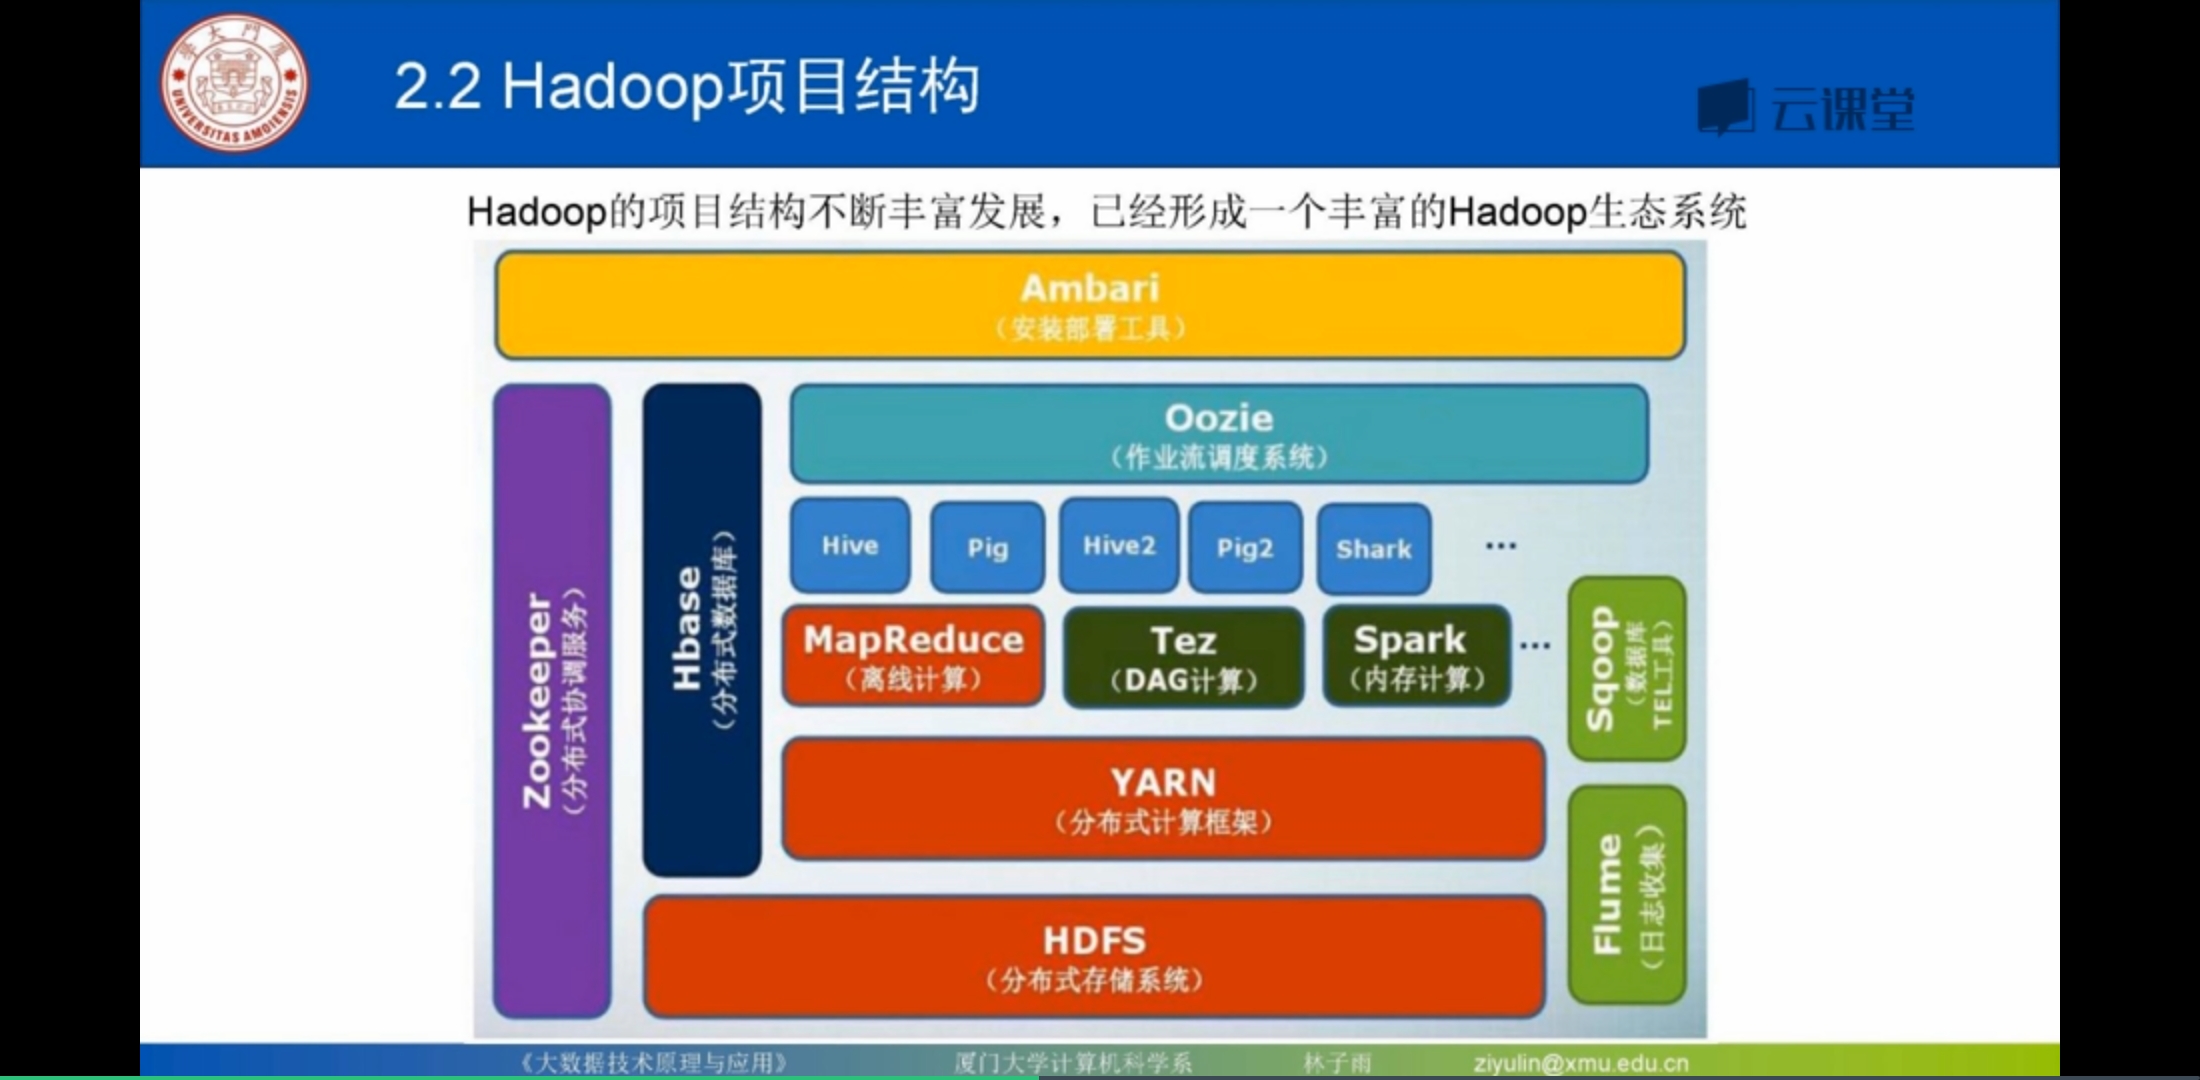 廈門大學
UNIVERSITAS AMOIENSIS
2.2 Hadoop项目结构
云课堂
Hadoop的项目结构不断丰富发展，已经形成一个丰富的Hadoop生态系统
Ambari
（安装部署工具）
Zookeeper
（分布式协调服务）
Hbase
（分布式数据库）
Oozie
（作业流调度系统）
Hive
Pig
Hive2
Pig2
Shark
...
MapReduce
（离线计算）
Tez
（DAG计算）
Spark
（内存计算）
...
YARN
（分布式计算框架）
HDFS
（分布式存储系统）
Sqoop
（数据库
TEL工具）
Flume
（日志收集）
《大数据技术原理与应用》 厦门大学计算机科学系 林子雨 ziyulin@xmu.edu.cn